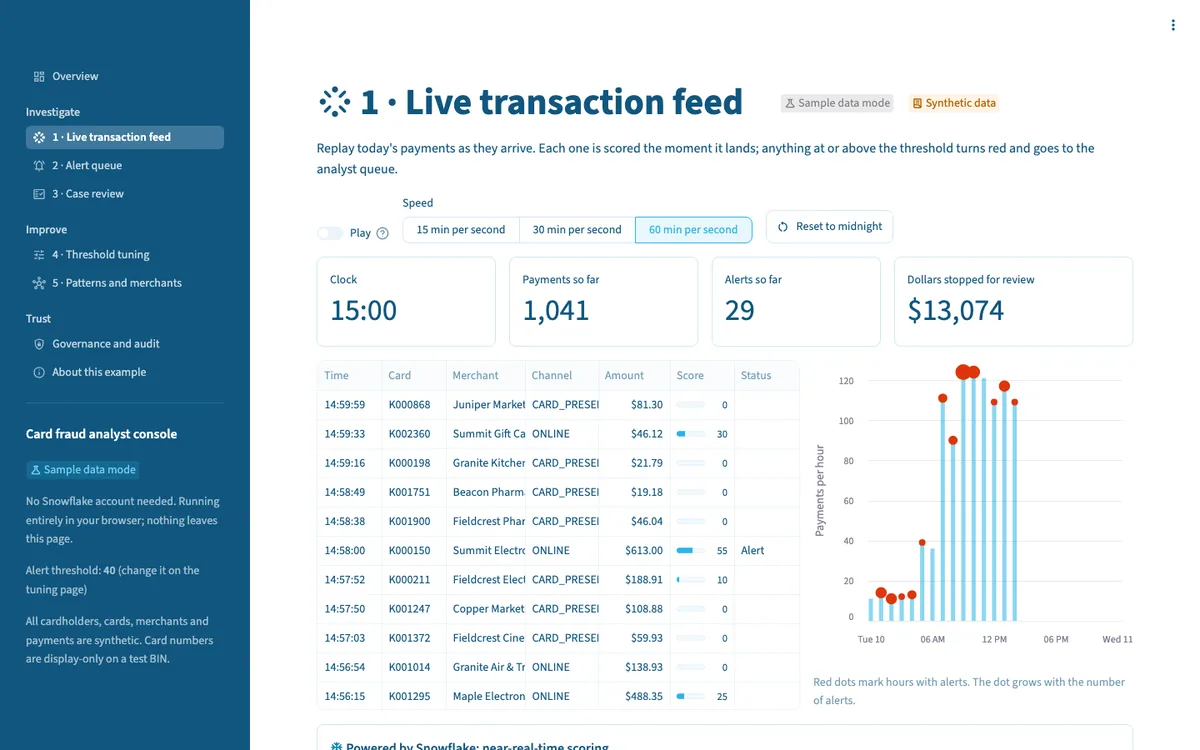 Overview
Investigate
1 · Live transaction feed
2 · Alert queue
3 · Case review
Improve
4 · Threshold tuning
5 · Patterns and merchants
Trust
Governance and audit
About this example
Card fraud analyst console
Sample data mode
No Snowflake account needed. Running
entirely in your browser; nothing leaves
this page.
Alert threshold: 40 (change it on the
tuning page)
All cardholders, cards, merchants and
payments are synthetic. Card numbers
are display-only on a test BIN.
1 · Live transaction feed
Sample data mode
Synthetic data
Replay today's payments as they arrive. Each one is scored the moment it lands; anything at or above the threshold turns red and goes to the
analyst queue.
Speed
Play
15 min per second
30 min per second
60 min per second
Reset to midnight
Clock
15:00
Payments so far
1,041
Alerts so far
29
Dollars stopped for review
$13,074
Time Card Merchant Channel Amount Score Status
14:59:59 K000868 Juniper Market CARD_PRESE $81.30 0
14:59:33 K002360 Summit Gift Ca ONLINE $46.12 30
14:59:16 K000198 Granite Kitchen CARD_PRESE $21.79 0
14:58:49 K001751 Beacon Pharm CARD_PRESE $19.18 0
14:58:38 K001900 Fieldcrest Phar CARD_PRESE $46.04 0
14:58:00 K000150 Summit Electro ONLINE $613.00 55 Alert
14:57:52 K000211 Fieldcrest Elect CARD_PRESE $188.91 10
14:57:50 K001247 Copper Market CARD_PRESE $108.88 0
14:57:03 K001372 Fieldcrest Cine CARD_PRESE $59.93 0
14:56:54 K001014 Granite Air & Tr ONLINE $138.93 0
14:56:15 K001295 Maple Electron ONLINE $488.35 25
Payments per hour
120
100
80
60
40
20
0
Tue 10 06 AM 12 PM 06 PM Wed 11
Red dots mark hours with alerts. The dot grows with the number
of alerts.
Powered by Snowflake: near-real-time scoring